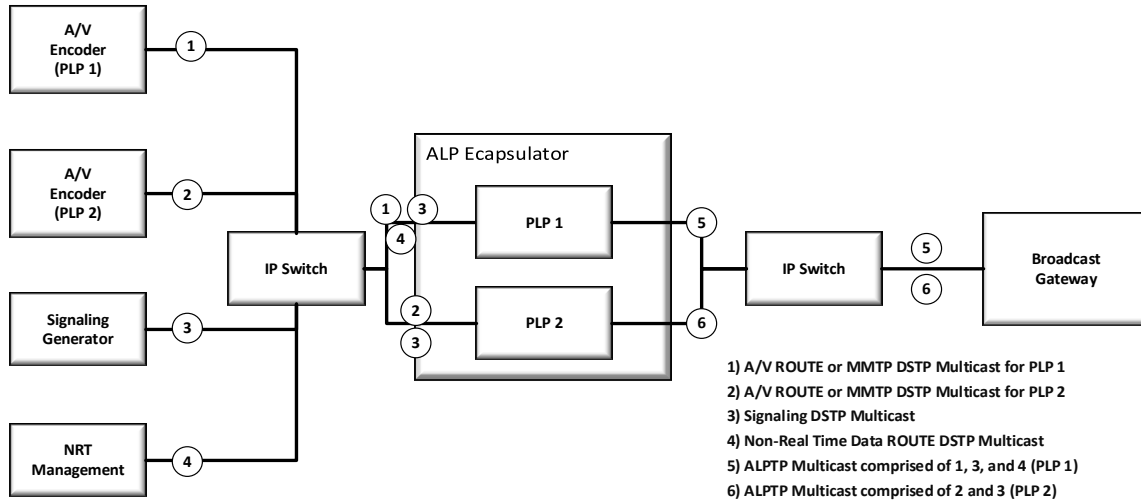 A/V
Encoder
(PLP 1)
1
A/V
Encoder
(PLP 2)
2
Signaling
Generator
3
NRT
Management
4
IP Switch
ALP Ecapsulator
1
3
4
PLP 1
2
3
PLP 2
5
6
IP Switch
5
6
Broadcast
Gateway
1) A/V ROUTE or MMTP DSTP Multicast for PLP 1
2) A/V ROUTE or MMTP DSTP Multicast for PLP 2
3) Signaling DSTP Multicast
4) Non-Real Time Data ROUTE DSTP Multicast
5) ALPTP Multicast comprised of 1, 3, and 4 (PLP 1)
6) ALPTP Multicast comprised of 2 and 3 (PLP 2)